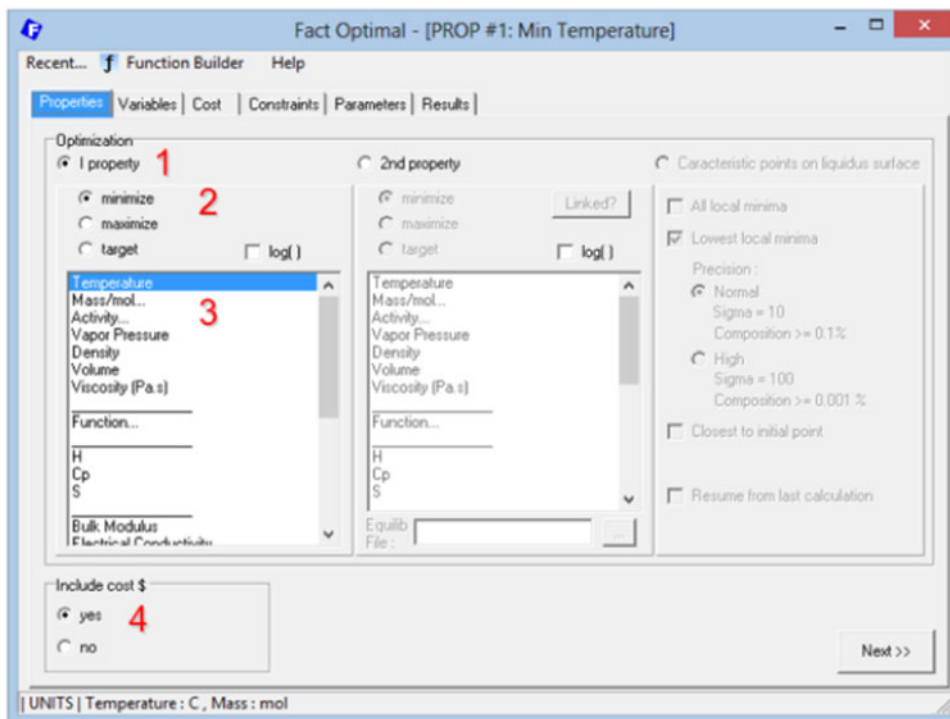 Fact Optimal - [PROP #1: Min Temperature]
Recent... f Function Builder Help
Properties Variables Cost Constraints Parameters Results
Optimization
1 property 1
minimize 2
maximize
target log( )
Temperature
Mass/mol... 3
Activity...
Vapor Pressure
Density
Volume
Viscosity (Pa.s)
Function...
H
Cp
S
Bulk Modulus
Electrical Conductivity
2nd property
minimize Linked?
maximize
target log( )
Temperature
Mass/mol...
Activity...
Vapor Pressure
Density
Volume
Viscosity (Pa.s)
Function...
H
Cp
S
Equilib
File : ...
Caracteristic points on liquidus surface
All local minima
Lowest local minima
Precision :
Normal
Sigma = 10
Composition >= 0.1%
High
Sigma = 100
Composition >= 0.001 %
Closest to initial point
Resume from last calculation
Include cost $
yes 4
no
Next >>
| UNITS | Temperature : C , Mass : mol